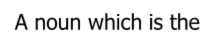 A noun which is the